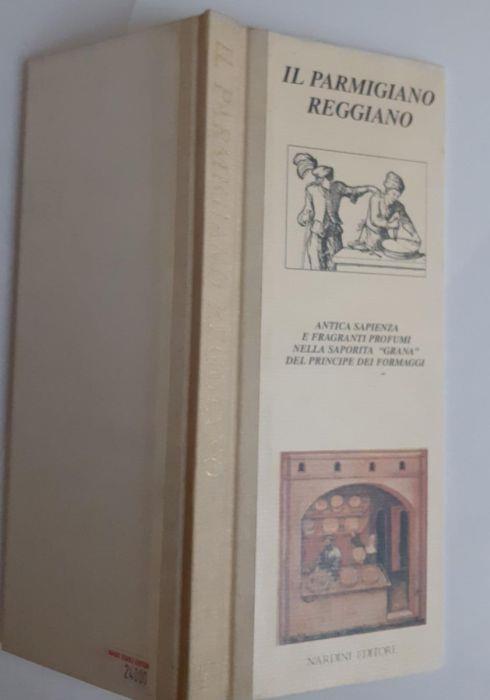 IL PARMIGIANO
REGGIANO
ANTICA SAPIENZA
E FRAGRANTI PROFUMI
NELLA SAPORITA "GRANA"
DEL PRINCIPE DEI FORMAGGI
NARDINI EDITORE
IL PARMIGIANO REGGIANO
24000